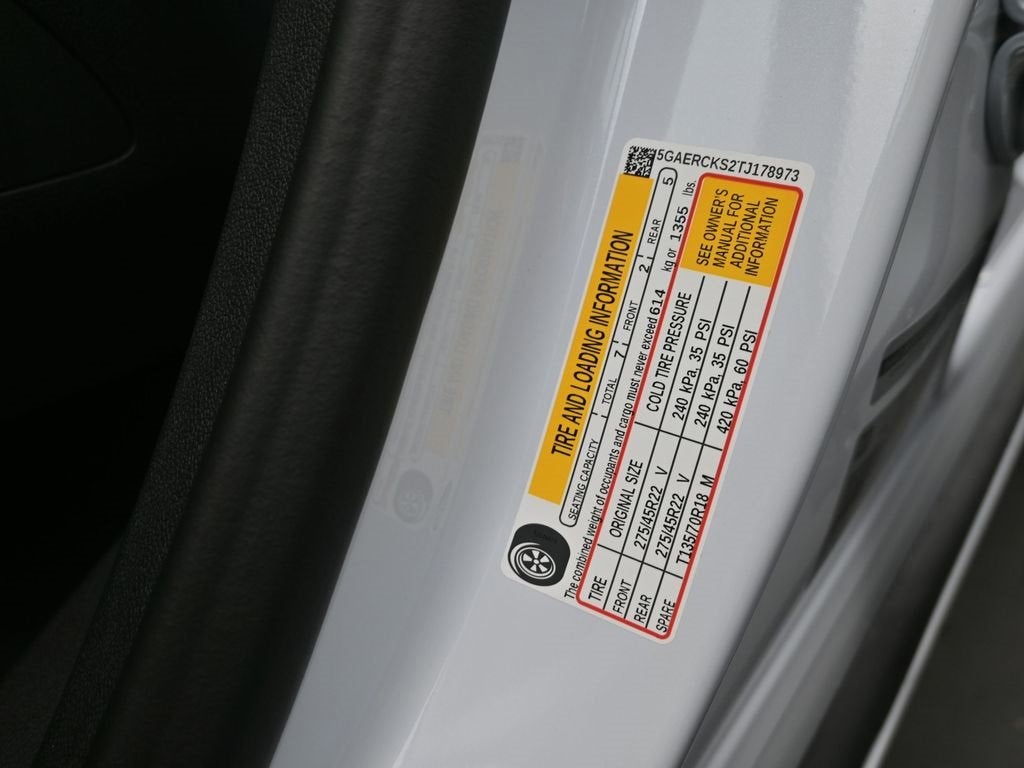 5GAERCKS2TJ178973
TIRE AND LOADING INFORMATION
SEATING CAPACITY TOTAL 7 FRONT 2 REAR 5
The combined weight of occupants and cargo must never exceed 614 kg or 1355 lbs.
TIRE ORIGINAL SIZE COLD TIRE PRESSURE
FRONT 275/45R22 V 240 kPa, 35 PSI
REAR 275/45R22 V 240 kPa, 35 PSI
SPARE T135/70R18 M 420 kPa, 60 PSI
SEE OWNER'S
MANUAL FOR
ADDITIONAL
INFORMATION